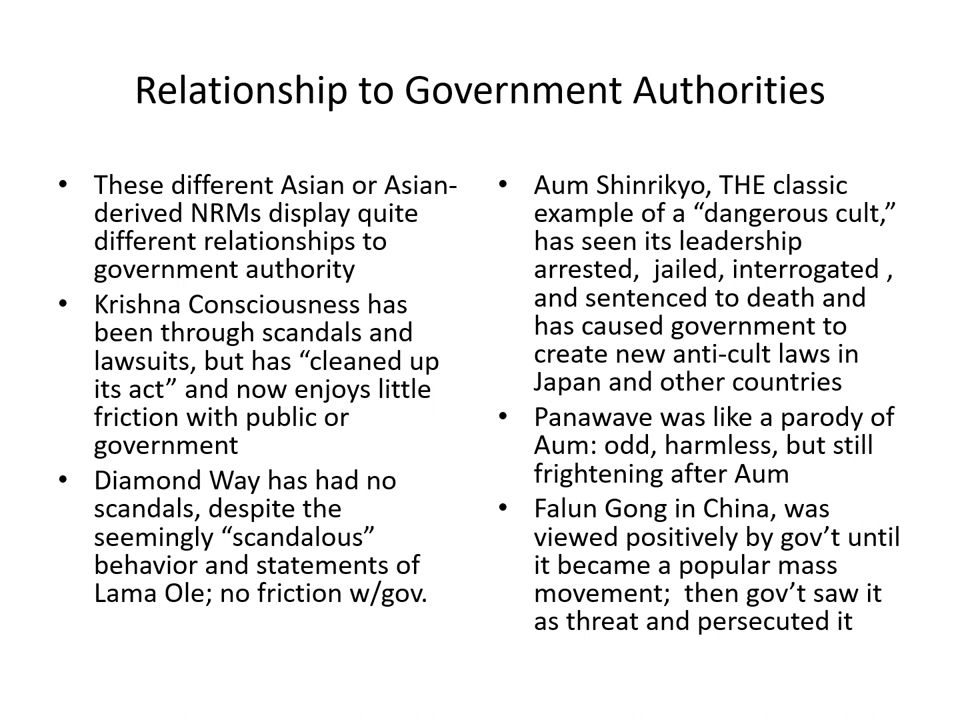 Relationship to Government Authorities
• These different Asian or Asian-
derived NRMs display quite
different relationships to
government authority
• Krishna Consciousness has
been through scandals and
lawsuits, but has “cleaned up
its act” and now enjoys little
friction with public or
government
• Diamond Way has had no
scandals, despite the
seemingly “scandalous”
behavior and statements of
Lama Ole; no friction w/gov.
• Aum Shinrikyo, THE classic
example of a “dangerous cult,”
has seen its leadership
arrested,  jailed, interrogated ,
and sentenced to death and
has caused government to
create new anti-cult laws in
Japan and other countries
• Panawave was like a parody of
Aum: odd, harmless, but still
frightening after Aum
• Falun Gong in China, was
viewed positively by gov’t until
it became a popular mass
movement;  then gov’t saw it
as threat and persecuted it